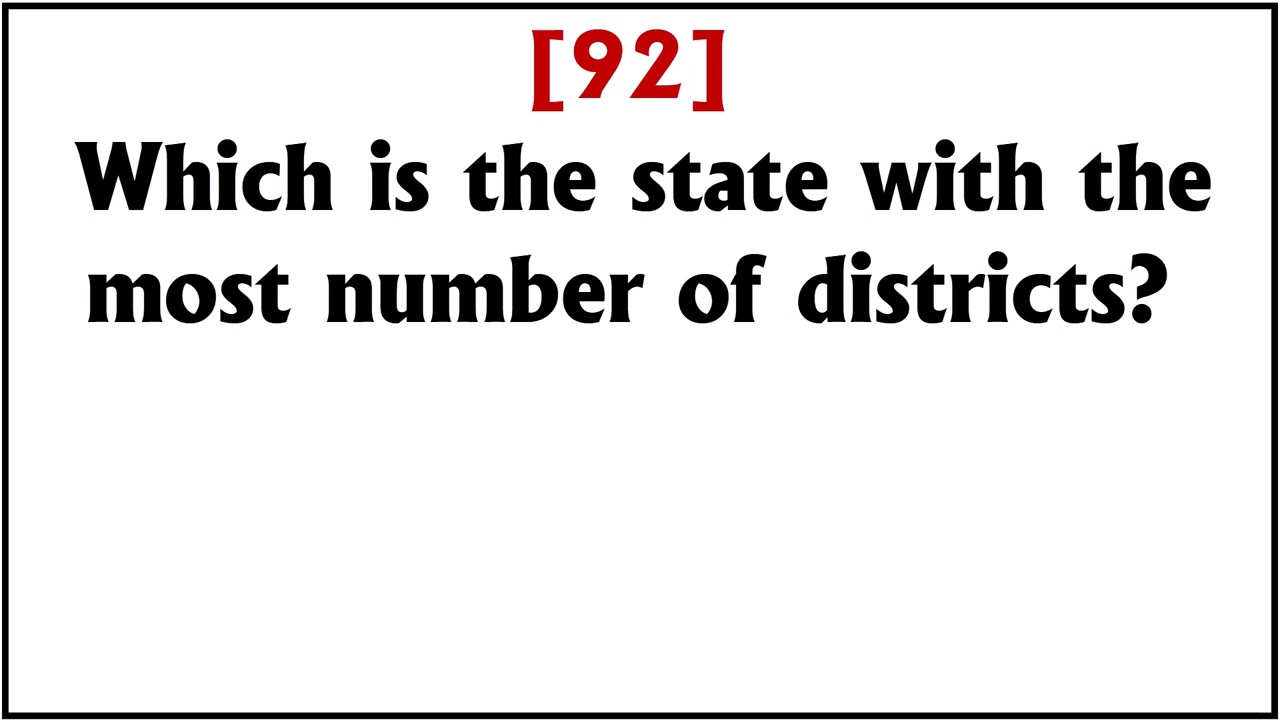 [92]
Which is the state with the
most number of districts?